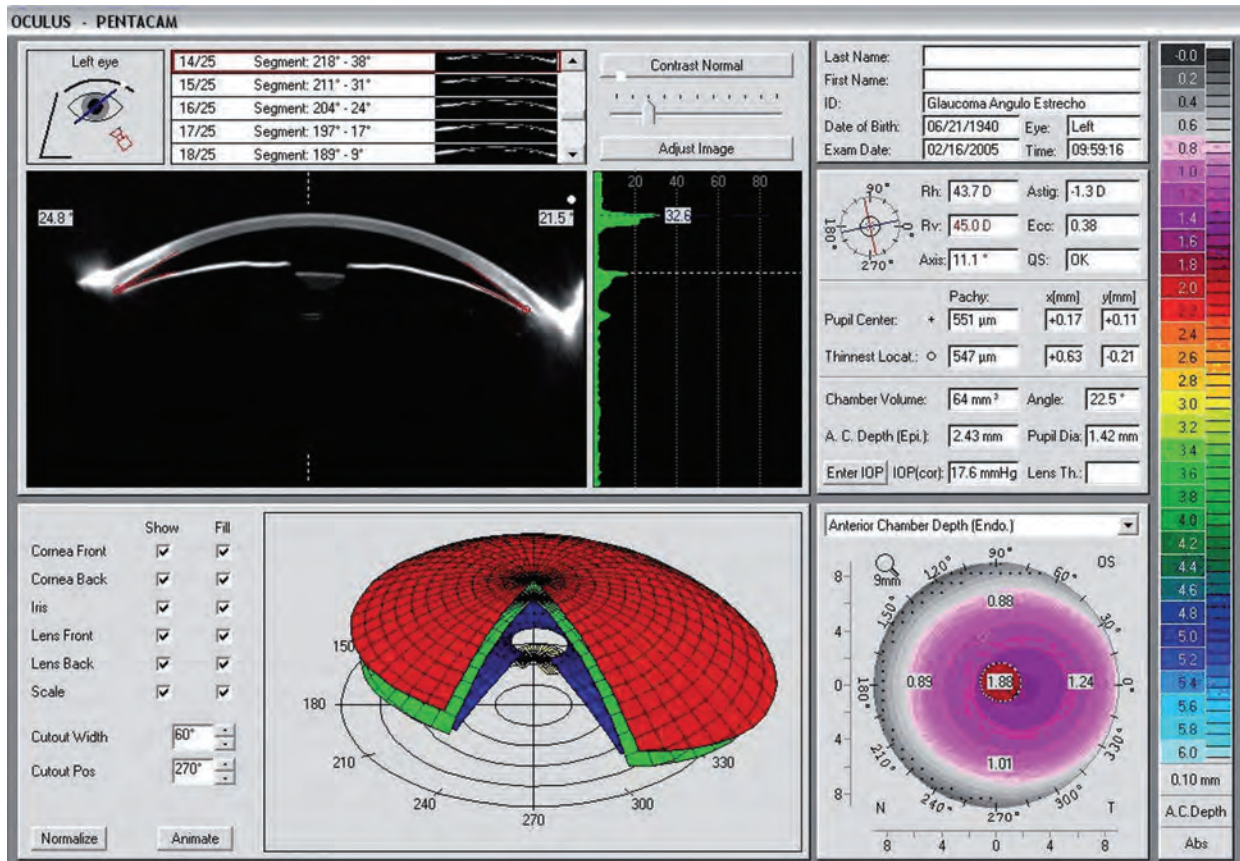 OCULUS - PENTACAM
Left eye
14/25 Segment: 218° - 38°
15/25 Segment: 211° - 31°
16/25 Segment: 204° - 24°
17/25 Segment: 197° - 17°
18/25 Segment: 189° - 9°
Contrast Normal
Adjust Image
Last Name:
First Name:
ID: Glaucoma Angulo Estrecho
Date of Birth: 06/21/1940 Eye: Left
Exam Date: 02/16/2005 Time: 09:59:16
24.8 °
21.5 °
20 40 60 80
32.6
90°
180°
0°
270°
Rh: 43.7 D Astig: -1.3 D
Rv: 45.0 D Ecc: 0.38
Axis: 11.1 ° QS: OK
Pachy: x[mm] y[mm]
Pupil Center: + 551 µm +0.17 +0.11
Thinnest Locat.: O 547 µm +0.63 -0.21
Chamber Volume: 64 mm³ Angle: 22.5 °
A. C. Depth (Epi.): 2.43 mm Pupil Dia: 1.42 mm
Enter IOP IOP(cor): 17.6 mmHg Lens Th.:
Show Fill
Cornea Front
Cornea Back
Iris
Lens Front
Lens Back
Scale
Cutout Width 60°
Cutout Pos 270°
Normalize Animate
150
180
210
240
270
300
330
Anterior Chamber Depth (Endo.)
9mm
OS
90°
120°
60°
150°
30°
180°
0°
210°
330°
240°
300°
270°
8
4
0
4
8
0.88
0.89
1.88
1.24
1.01
N T
8 4 0 4 8
-0.0
0.2
0.4
0.6
0.8
1.0
1.4
1.6
1.8
2.0
2.4
2.6
2.8
3.0
3.2
3.4
3.6
3.8
4.0
4.2
4.4
4.6
4.8
5.0
5.2
5.4
5.6
5.8
6.0
0.10 mm
A.C.Depth
Abs